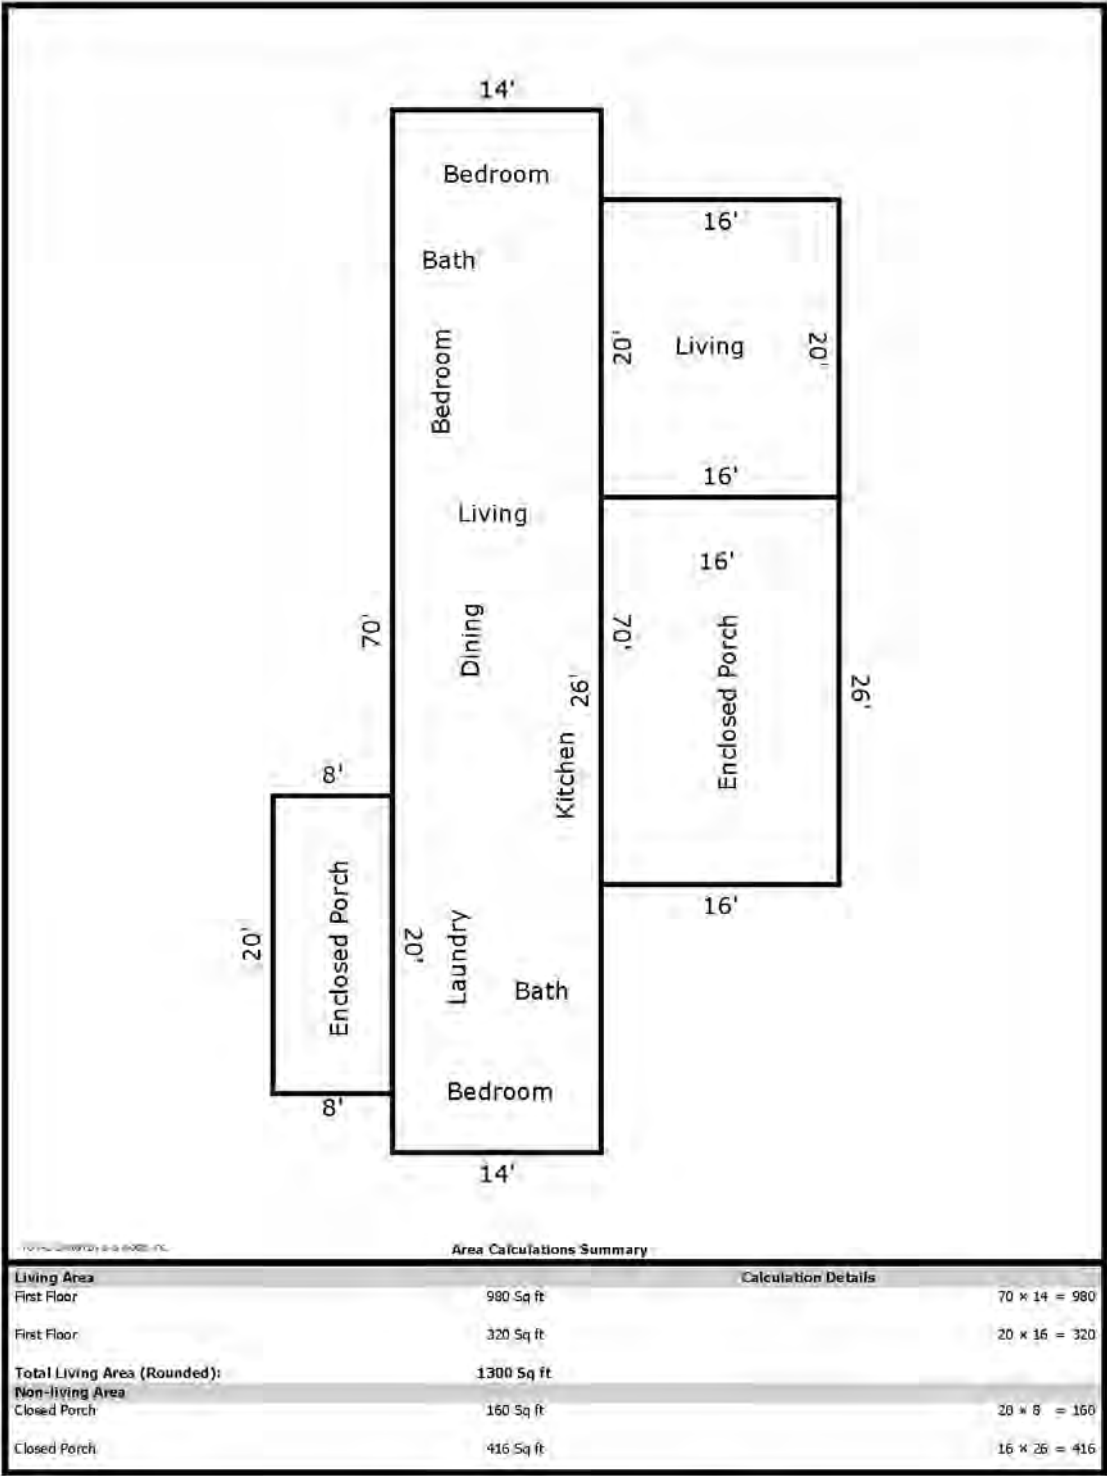 14'
Bedroom
16'
Bath
Bedroom
20'
Living
20'
16'
Living
16'
70'
Dining
70'
26'
Enclosed Porch
26'
Kitchen
8'
16'
20'
Enclosed Porch
20'
Laundry
Bath
Bedroom
8'
14'
Area Calculations Summary
Living Area Calculation Details
First Floor 980 Sq ft 70 × 14 = 980
First Floor 320 Sq ft 20 × 16 = 320
Total Living Area (Rounded): 1300 Sq ft
Non-living Area
Closed Porch 160 Sq ft 20 × 8 = 160
Closed Porch 416 Sq ft 16 × 26 = 416